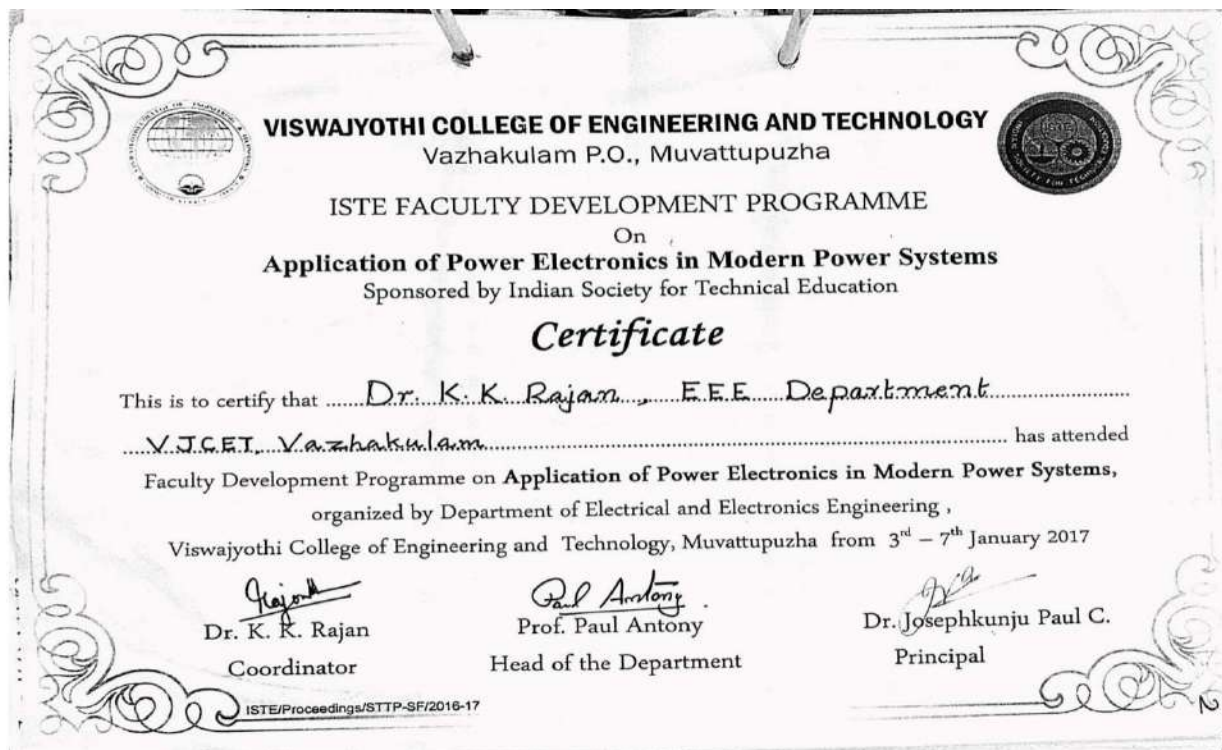 VISWAJYOTHI COLLEGE OF ENGINEERING AND TECHNOLOGY
Vazhakulam P.O., Muvattupuzha
ISTE FACULTY DEVELOPMENT PROGRAMME
On
Application of Power Electronics in Modern Power Systems
Sponsored by Indian Society for Technical Education
Certificate
This is to certify that ...... Dr. K. K. Rajan, EEE Department
VJCET, Vazhakulam ...... has attended
Faculty Development Programme on Application of Power Electronics in Modern Power Systems,
organized by Department of Electrical and Electronics Engineering ,
Viswajyothi College of Engineering and Technology, Muvattupuzha from 3rd – 7th January 2017
Paul Antony
Dr. K. K. Rajan
Prof. Paul Antony
Dr. Josephkunju Paul C.
Coordinator
Head of the Department
Principal
ISTE/Proceedings/STTP-SF/2016-17
2